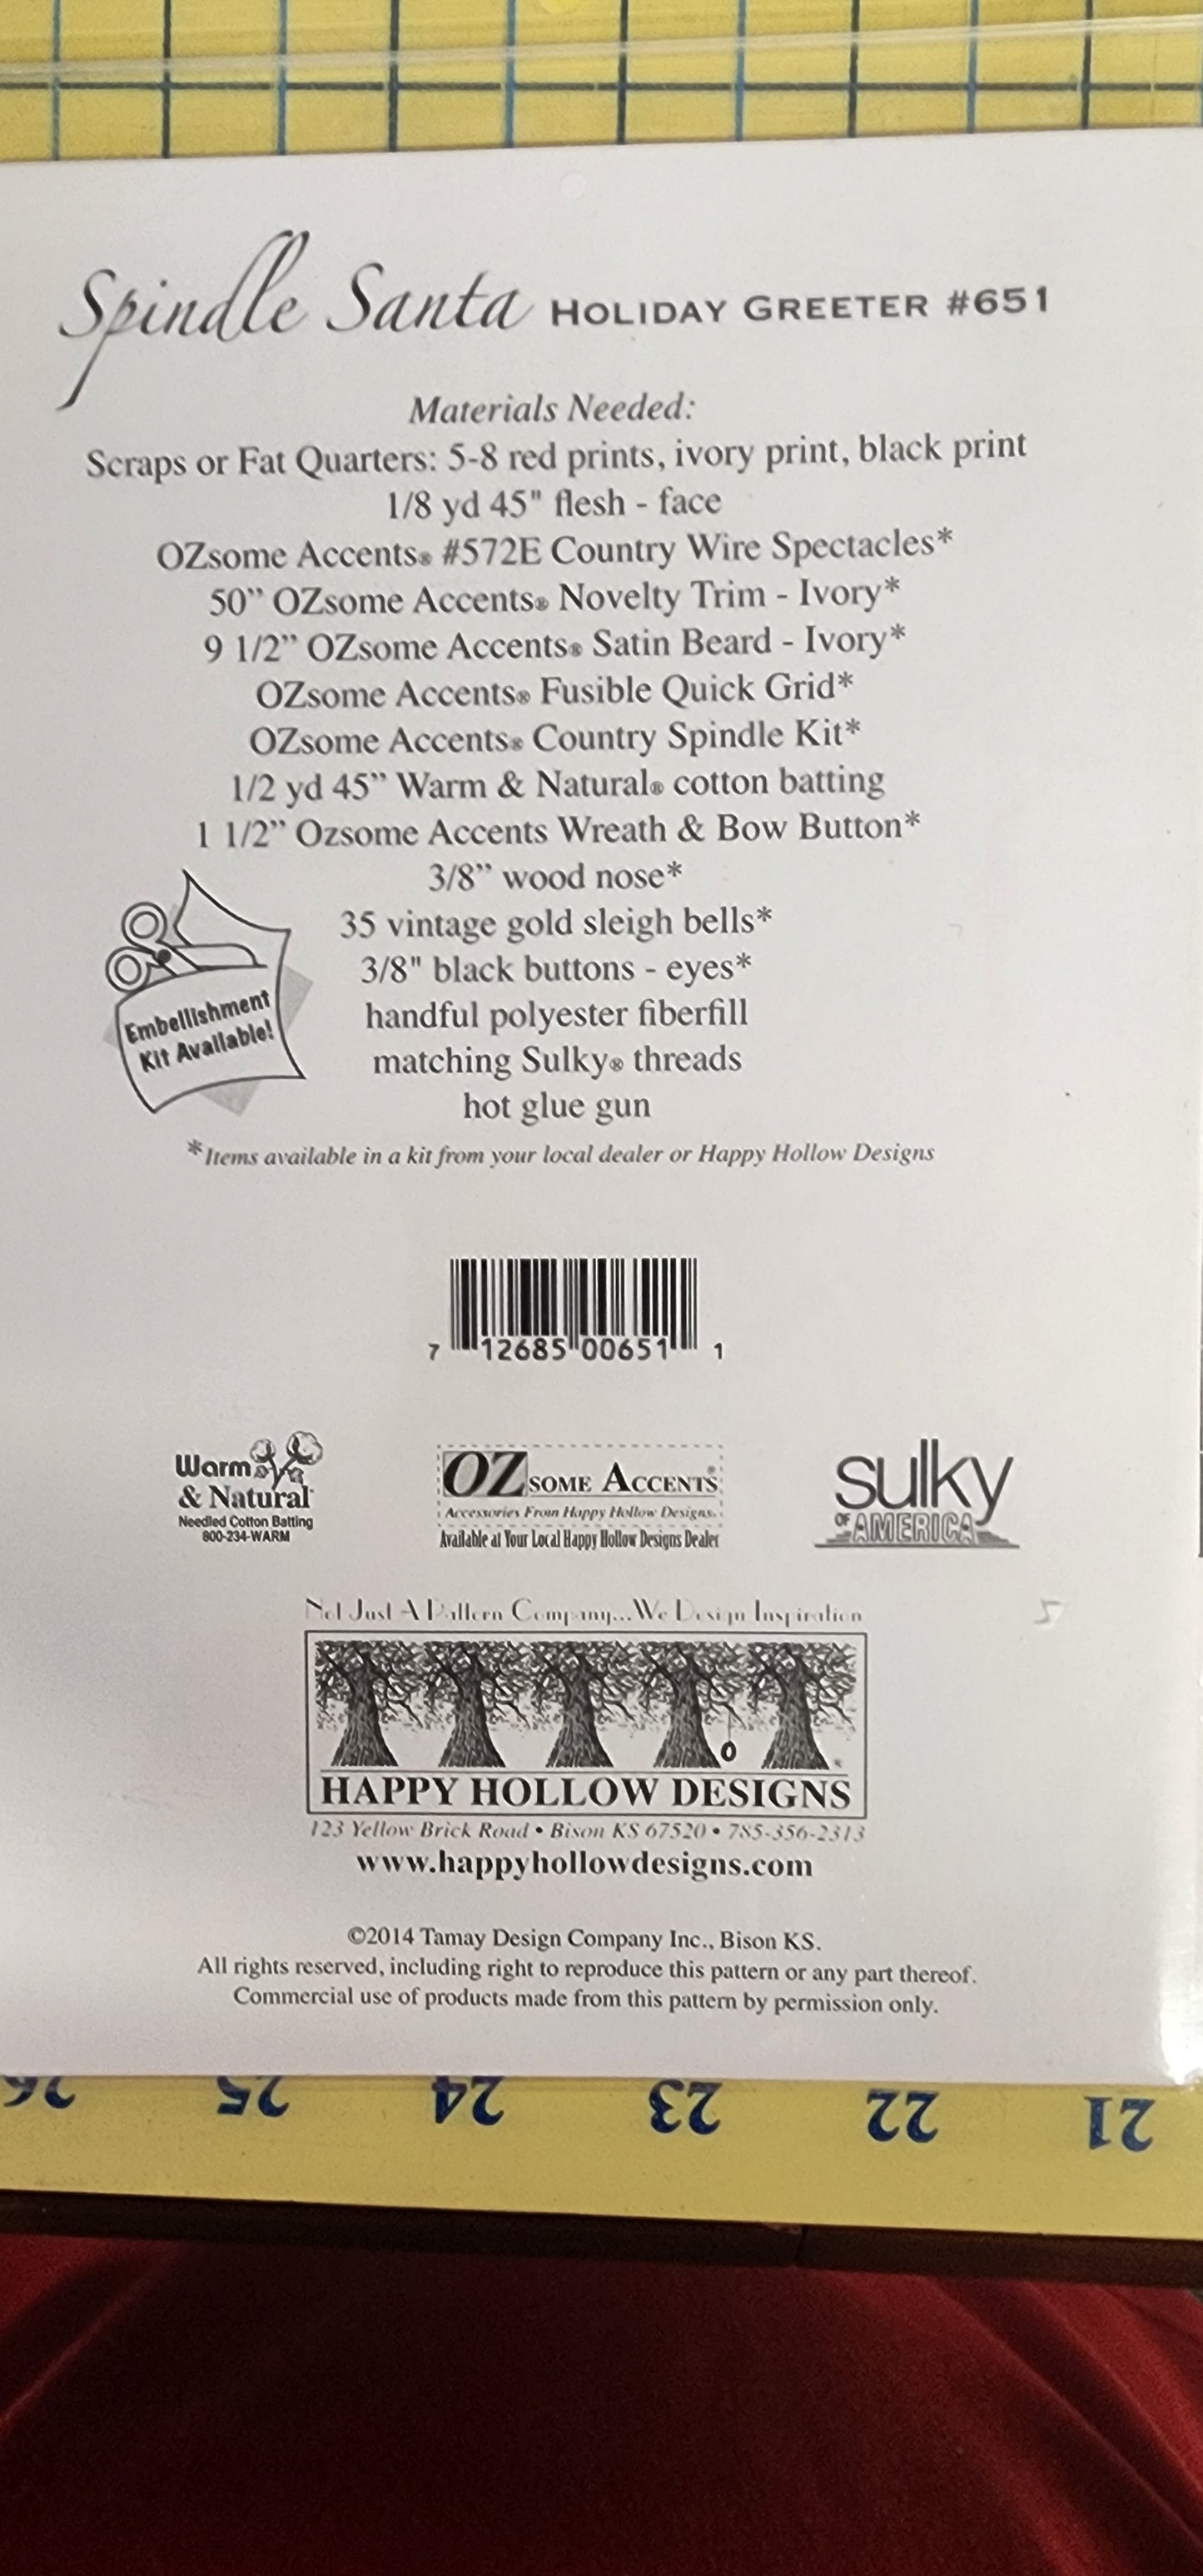 Spindle Santa HOLIDAY GREETER #651
Materials Needed:
Scraps or Fat Quarters: 5-8 red prints, ivory print, black print
1/8 yd 45" flesh - face
OZsome Accents® #572E Country Wire Spectacles*
50” OZsome Accents® Novelty Trim - Ivory*
9 1/2” OZsome Accents® Satin Beard - Ivory*
OZsome Accents® Fusible Quick Grid*
OZsome Accents® Country Spindle Kit*
1/2 yd 45” Warm & Natural® cotton batting
1 1/2” Ozsome Accents Wreath & Bow Button*
3/8” wood nose*
35 vintage gold sleigh bells*
3/8" black buttons - eyes*
handful polyester fiberfill
matching Sulky® threads
hot glue gun
Embellishment
Kit Available!
*Items available in a kit from your local dealer or Happy Hollow Designs
7 12685 00651 1
Warm
& Natural
Needled Cotton Batting
800-234-WARM
OZSOME ACCENTS®
Accessories From Happy Hollow Designs.
Available at Your Local Happy Hollow Designs Dealer
sulky
OF AMERICA
Not Just A Pattern Company...We Design Inspiration
HAPPY HOLLOW DESIGNS
123 Yellow Brick Road • Bison KS 67520 • 785-356-2313
www.happyhollowdesigns.com
©2014 Tamay Design Company Inc., Bison KS.
All rights reserved, including right to reproduce this pattern or any part thereof.
Commercial use of products made from this pattern by permission only.
26 25 24 23 22 21